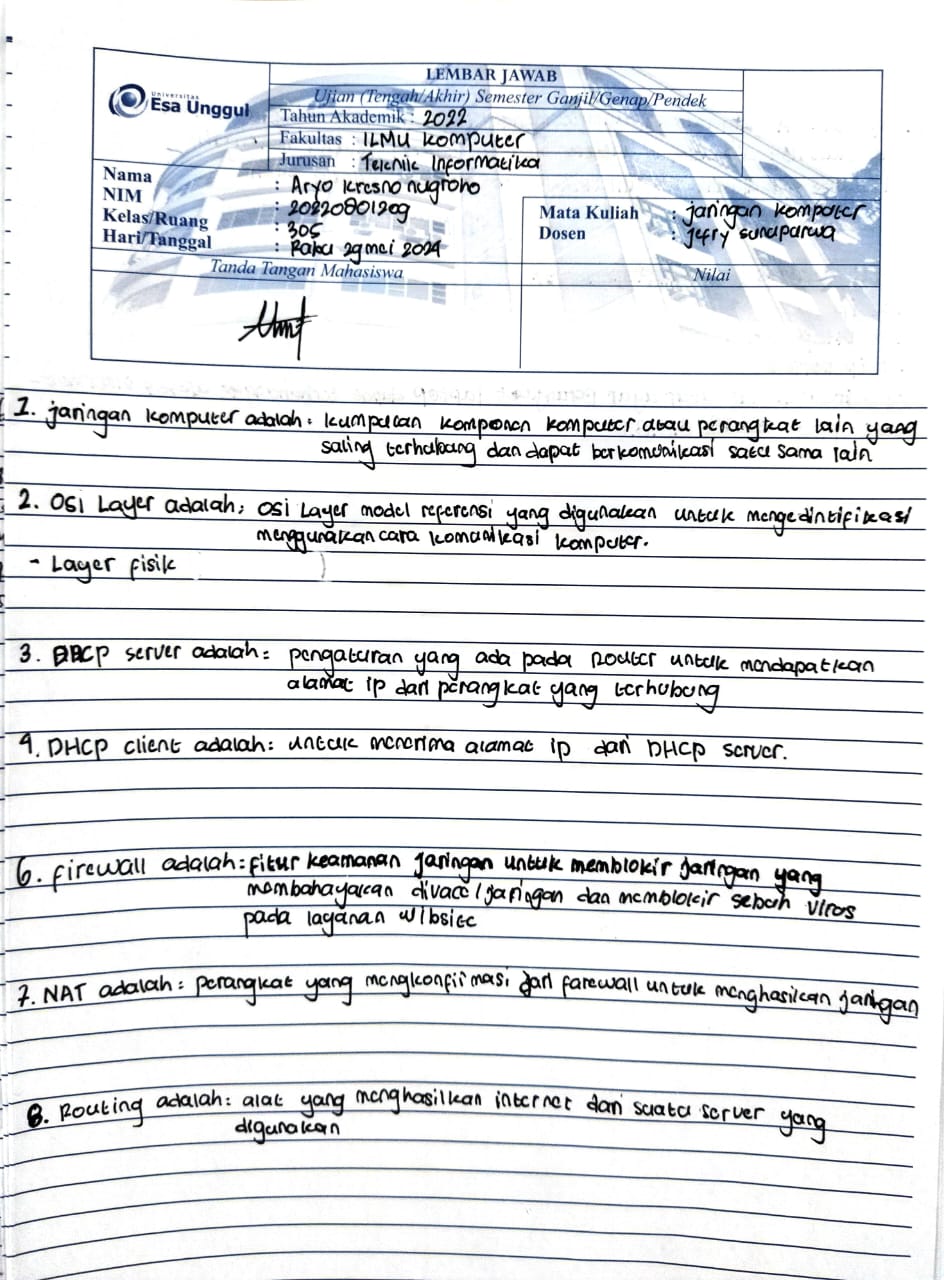 LEMBAR JAWAB
Universitas
Esa Unggul
Ujian (Tengah/Akhir) Semester Ganjil/Genap/Pendek
Tahun Akademik : 2022
Fakultas : ILMU Komputer
Jurusan : Teknik Informatika
Nama : Aryo kresno nugroho
NIM : 20220801209
Kelas/Ruang : 305
Hari/Tanggal : Rabu 29 mei 2024
Mata Kuliah : jaringan komputer
Dosen : jefry
Tanda Tangan Mahasiswa
Nilai
1. jaringan komputer adalah: kumpulan komponen komputer atau perangkat lain yang
saling terhubung dan dapat berkomunikasi satu sama lain
2. OSI Layer adalah: OSI Layer model referensi yang digunakan untuk mengedintifikasi
menggunakan cara komunikasi komputer.
- Layer fisik
3. DHCP server adalah: pengaturan yang ada pada Router untuk mendapatkan
alamat ip dari perangkat yang terhubung
4. DHCP client adalah: untuk menerima alamat ip dari DHCP server.
6. firewall adalah: fitur keamanan jaringan untuk memblokir jaringan yang
membahayakan divace/jaringan dan memblokir sebuh virus
pada layanan wibsite
7. NAT adalah: perangkat yang mengkonfiimasi dari farewall untuk menghasilkan jaringan
8. Routing adalah: alat yang menghasilkan internet dari suatu server yang
digunakan